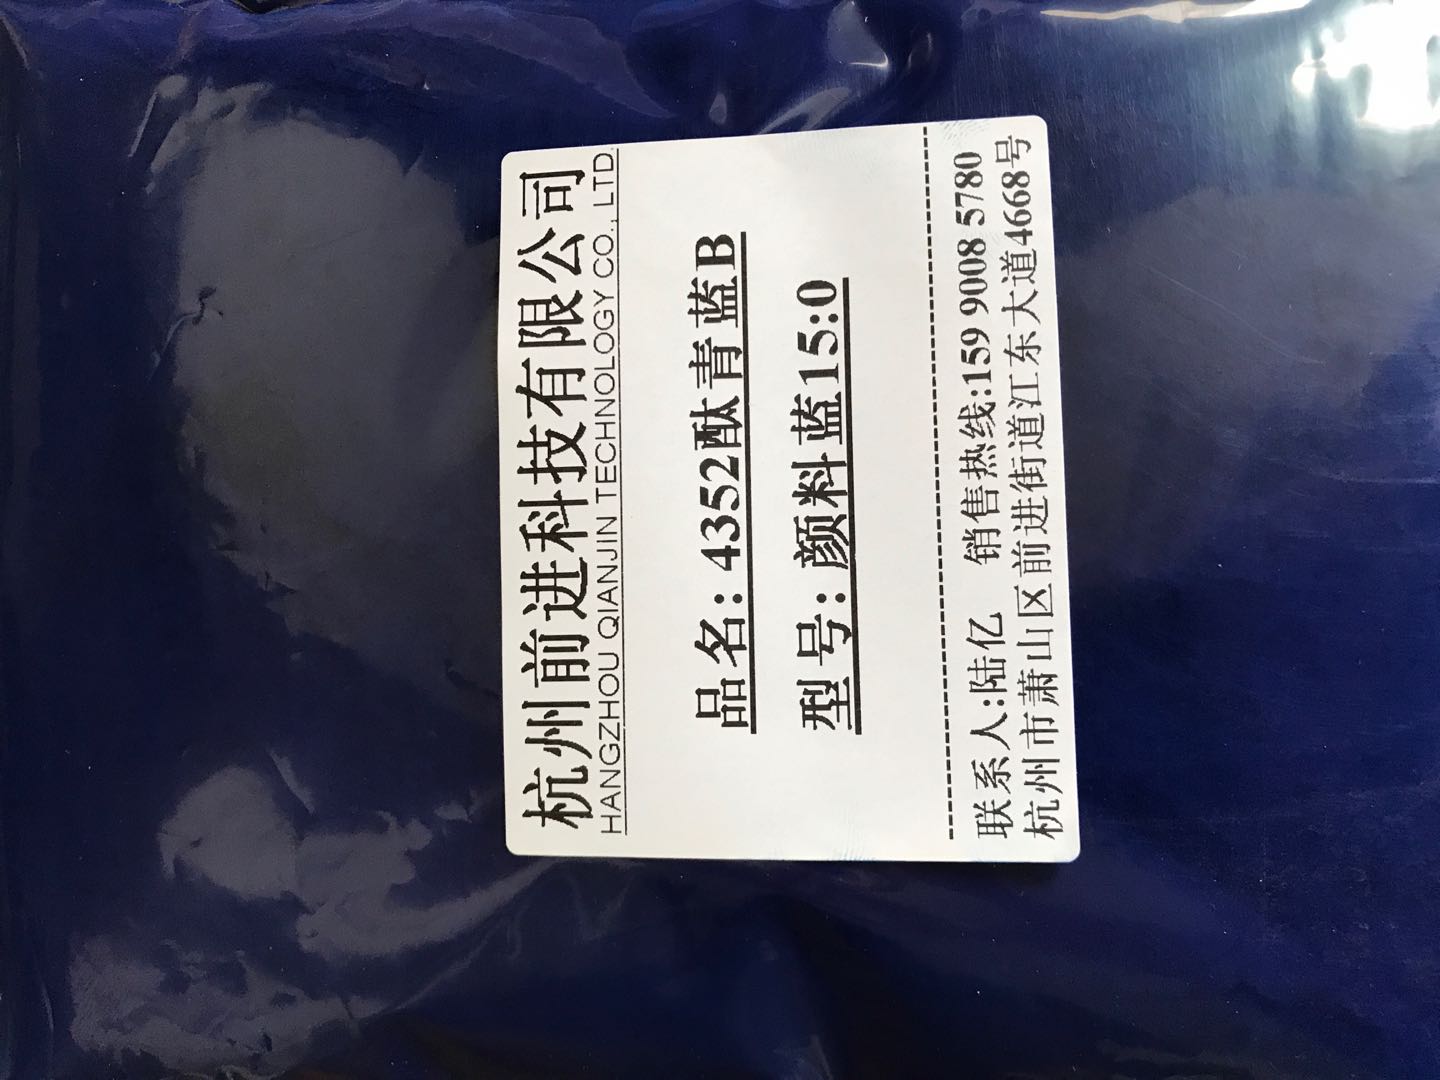 杭州前进科技有限公司
HANGZHOU QIANJIN TECHNOLOGY CO., LTD.
品名：4352酞青蓝B
型号：颜料蓝15:0
联系人:陆亿 销售热线:159 9008 5780
杭州市萧山区前进街道江东大道4668号